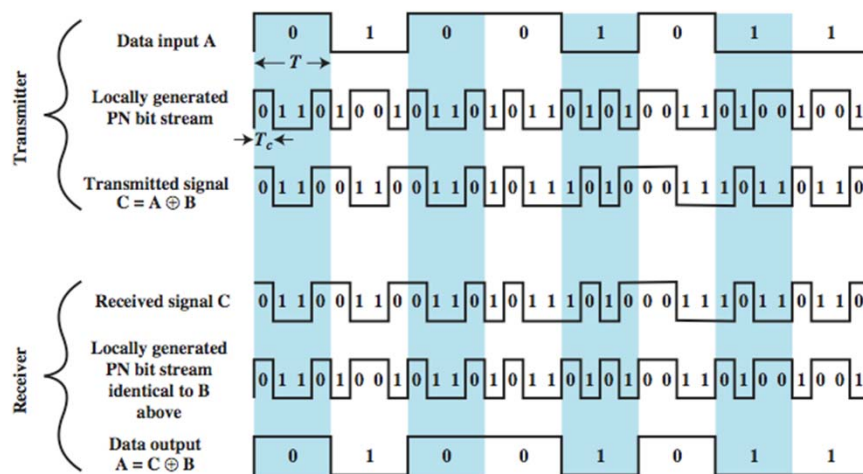 Transmitter
Data input A
0 1 0 0 1 0 1 1
T
Locally generated
PN bit stream
0 1 1 0 1 0 0 1 0 1 1 0 1 0 1 1 0 1 0 1 0 0 1 1 0 1 0 0 1 0 0 1
Tc
Transmitted signal
C = A ⊕ B
0 1 1 0 0 1 1 0 0 1 1 0 1 0 1 1 1 0 1 0 0 0 1 1 1 0 1 1 0 1 1 0
Receiver
Received signal C
0 1 1 0 0 1 1 0 0 1 1 0 1 0 1 1 1 0 1 0 0 0 1 1 1 0 1 1 0 1 1 0
Locally generated
PN bit stream
identical to B
above
0 1 1 0 1 0 0 1 0 1 1 0 1 0 1 1 0 1 0 1 0 0 1 1 0 1 0 0 1 0 0 1
Data output
A = C ⊕ B
0 1 0 0 1 0 1 1